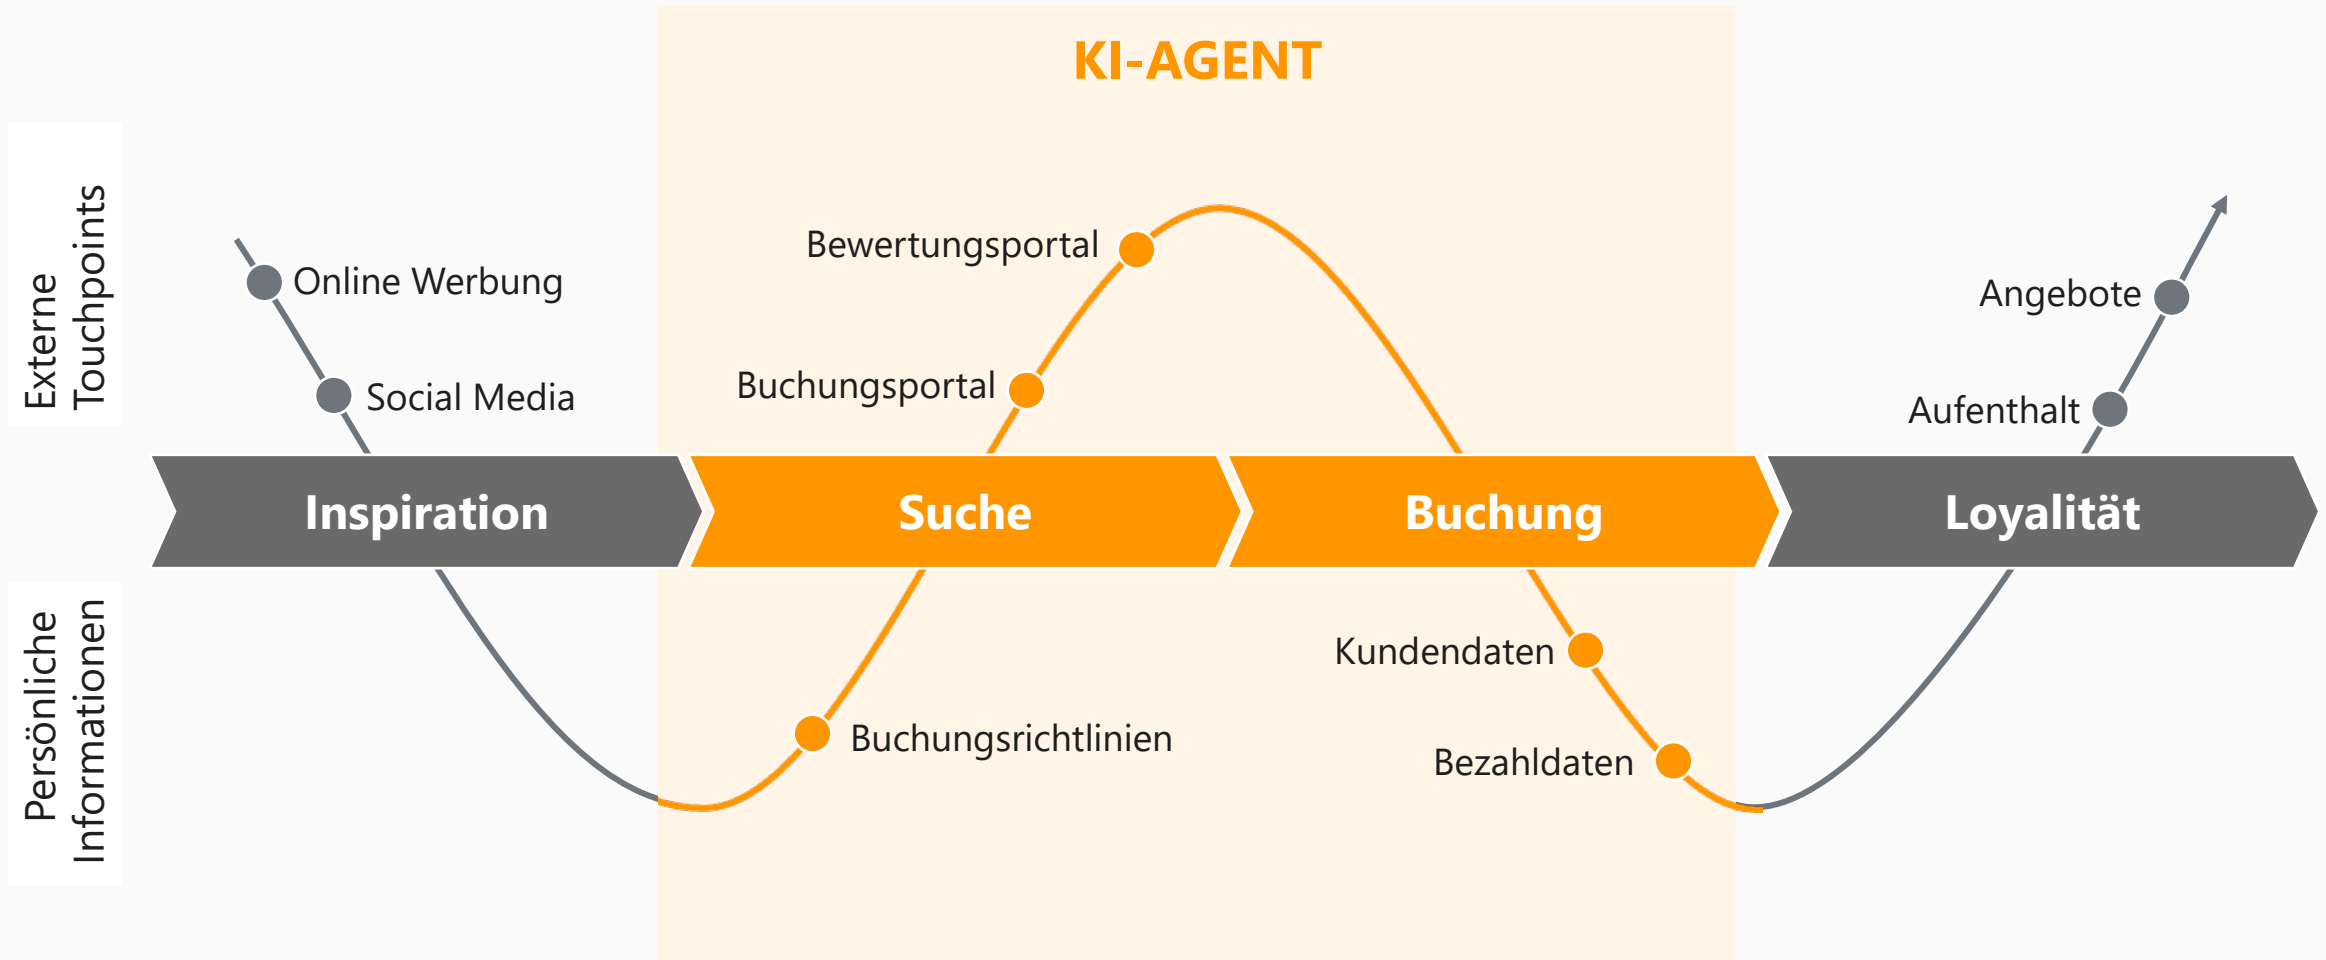 KI-AGENT
Externe
Touchpoints
Online Werbung
Social Media
Bewertungsportal
Buchungsportal
Angebote
Aufenthalt
Inspiration
Suche
Buchung
Loyalität
Persönliche
Informationen
Buchungsrichtlinien
Kundendaten
Bezahldaten